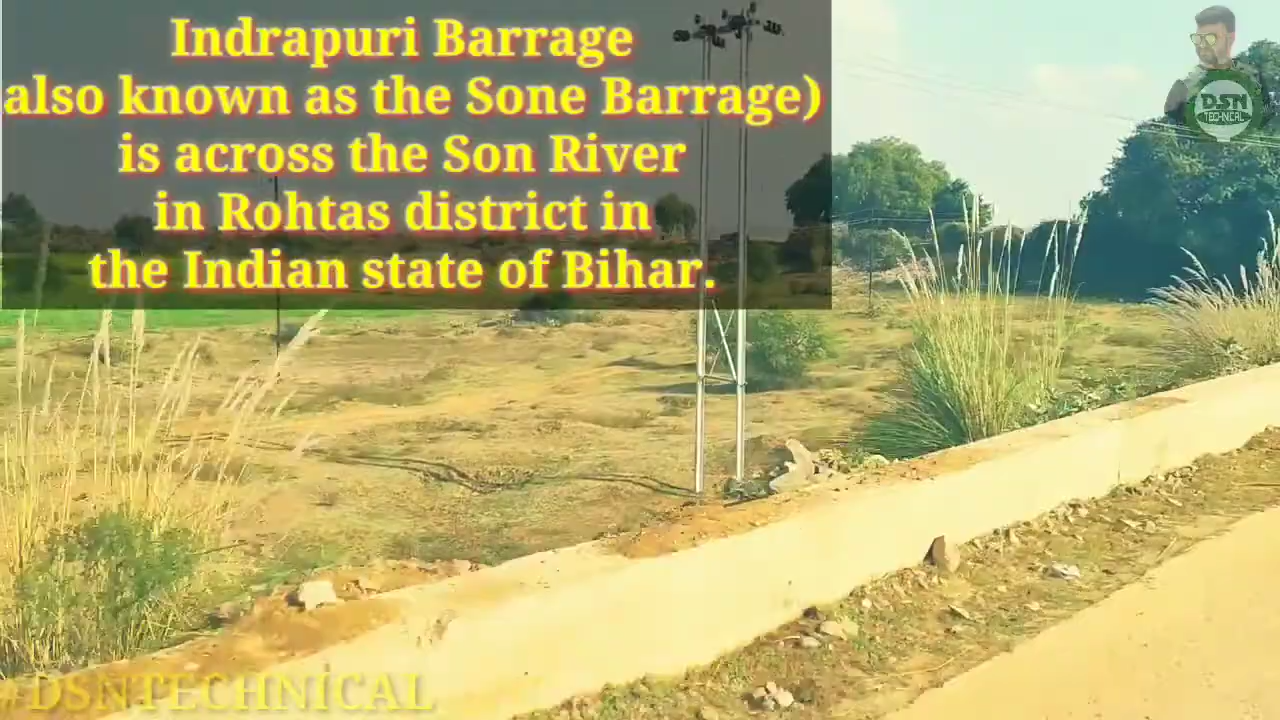 Indrapuri Barrage
also known as the Sone Barrage)
is across the Son River
in Rohtas district in
the Indian state of Bihar.
DSN
TECHNICAL
#DSNTECHNICAL